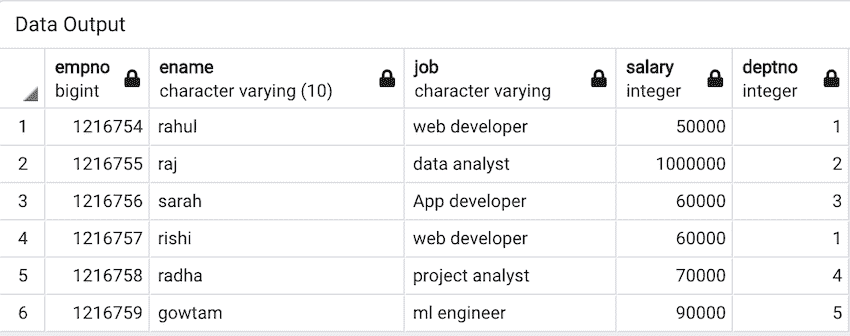 Data Output
empno ename job salary deptno
bigint character varying (10) character varying integer integer
1 1216754 rahul web developer 50000 1
2 1216755 raj data analyst 1000000 2
3 1216756 sarah App developer 60000 3
4 1216757 rishi web developer 60000 1
5 1216758 radha project analyst 70000 4
6 1216759 gowtam ml engineer 90000 5